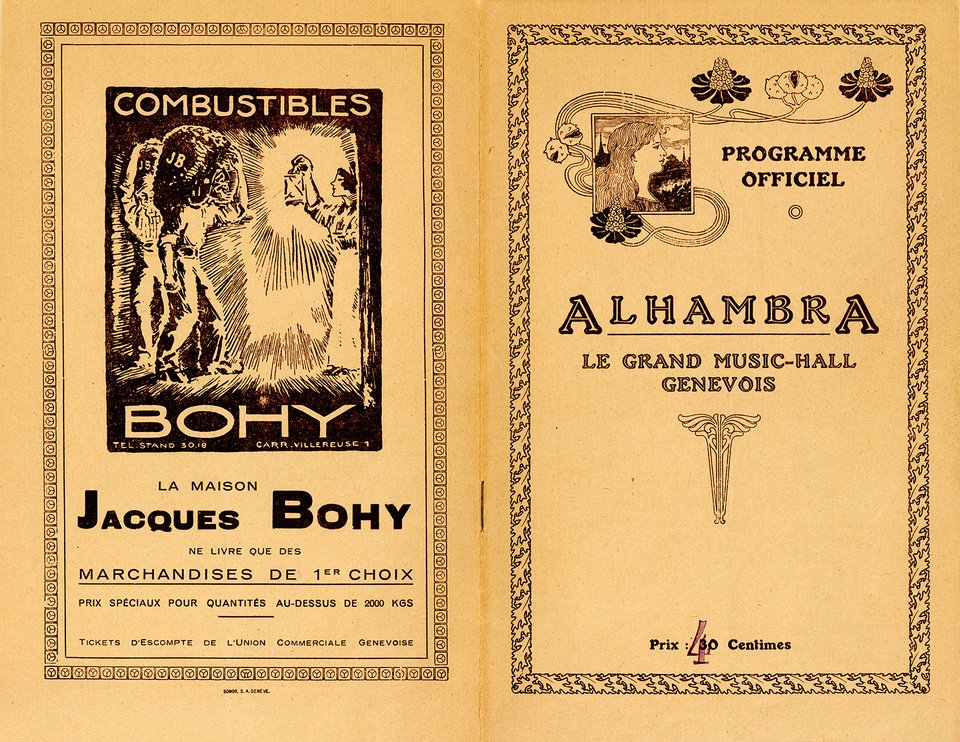 COMBUSTIBLES
JB
BOHY
TEL. STAND 30.18 CARR. VILLEREUSE 1
LA MAISON
JACQUES BOHY
NE LIVRE QUE DES
MARCHANDISES DE 1ER CHOIX
PRIX SPÉCIAUX POUR QUANTITÉS AU-DESSUS DE 2000 KGS
TICKETS D'ESCOMPTE DE L'UNION COMMERCIALE GENEVOISE
SONOR. S. A. GENÈVE.
PROGRAMME
OFFICIEL
ALHAMBRA
LE GRAND MUSIC-HALL
GENEVOIS
Prix : 4 30 Centimes